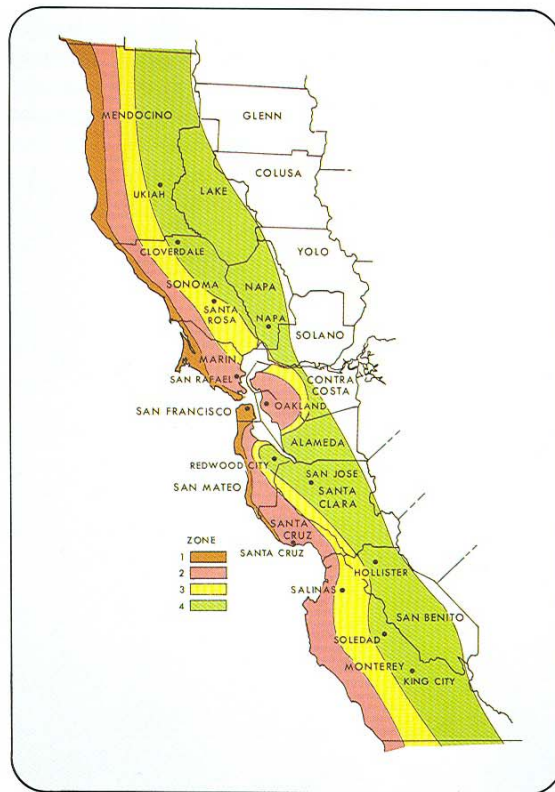 MENDOCINO
GLENN
COLUSA
UKIAH
LAKE
CLOVERDALE
YOLO
SONOMA
NAPA
SANTA
ROSA
NAPA
SOLANO
MARIN
SAN RAFAEL
CONTRA
COSTA
SAN FRANCISCO
OAKLAND
ALAMEDA
REDWOOD CITY
SAN JOSE
SAN MATEO
SANTA
CLARA
SANTA
CRUZ
ZONE
SANTA CRUZ
1
2
3
4
HOLLISTER
SALINAS
SAN BENITO
SOLEDAD
MONTEREY
KING CITY